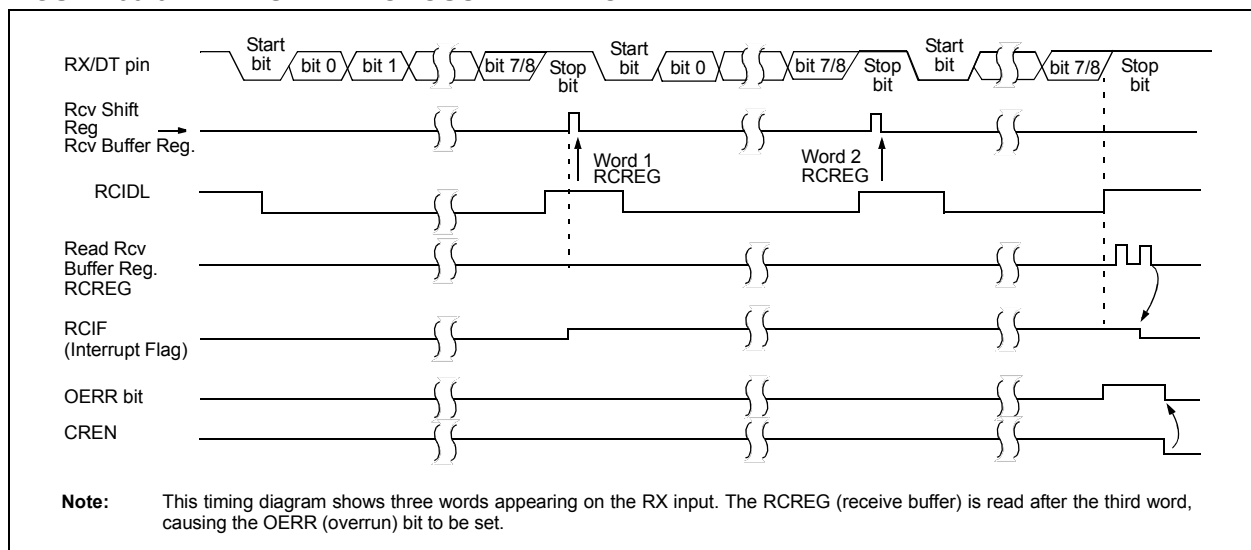 Start bit
bit 0
bit 1
bit 7/8
Stop bit
Start bit
bit 0
bit 7/8
Stop bit
Start bit
bit 7/8
Stop bit
RX/DT pin
Rcv Shift
Reg
Rcv Buffer Reg.
Word 1
RCREG
Word 2
RCREG
RCIDL
Read Rcv
Buffer Reg.
RCREG
RCIF
(Interrupt Flag)
OERR bit
CREN
Note: This timing diagram shows three words appearing on the RX input. The RCREG (receive buffer) is read after the third word,
causing the OERR (overrun) bit to be set.